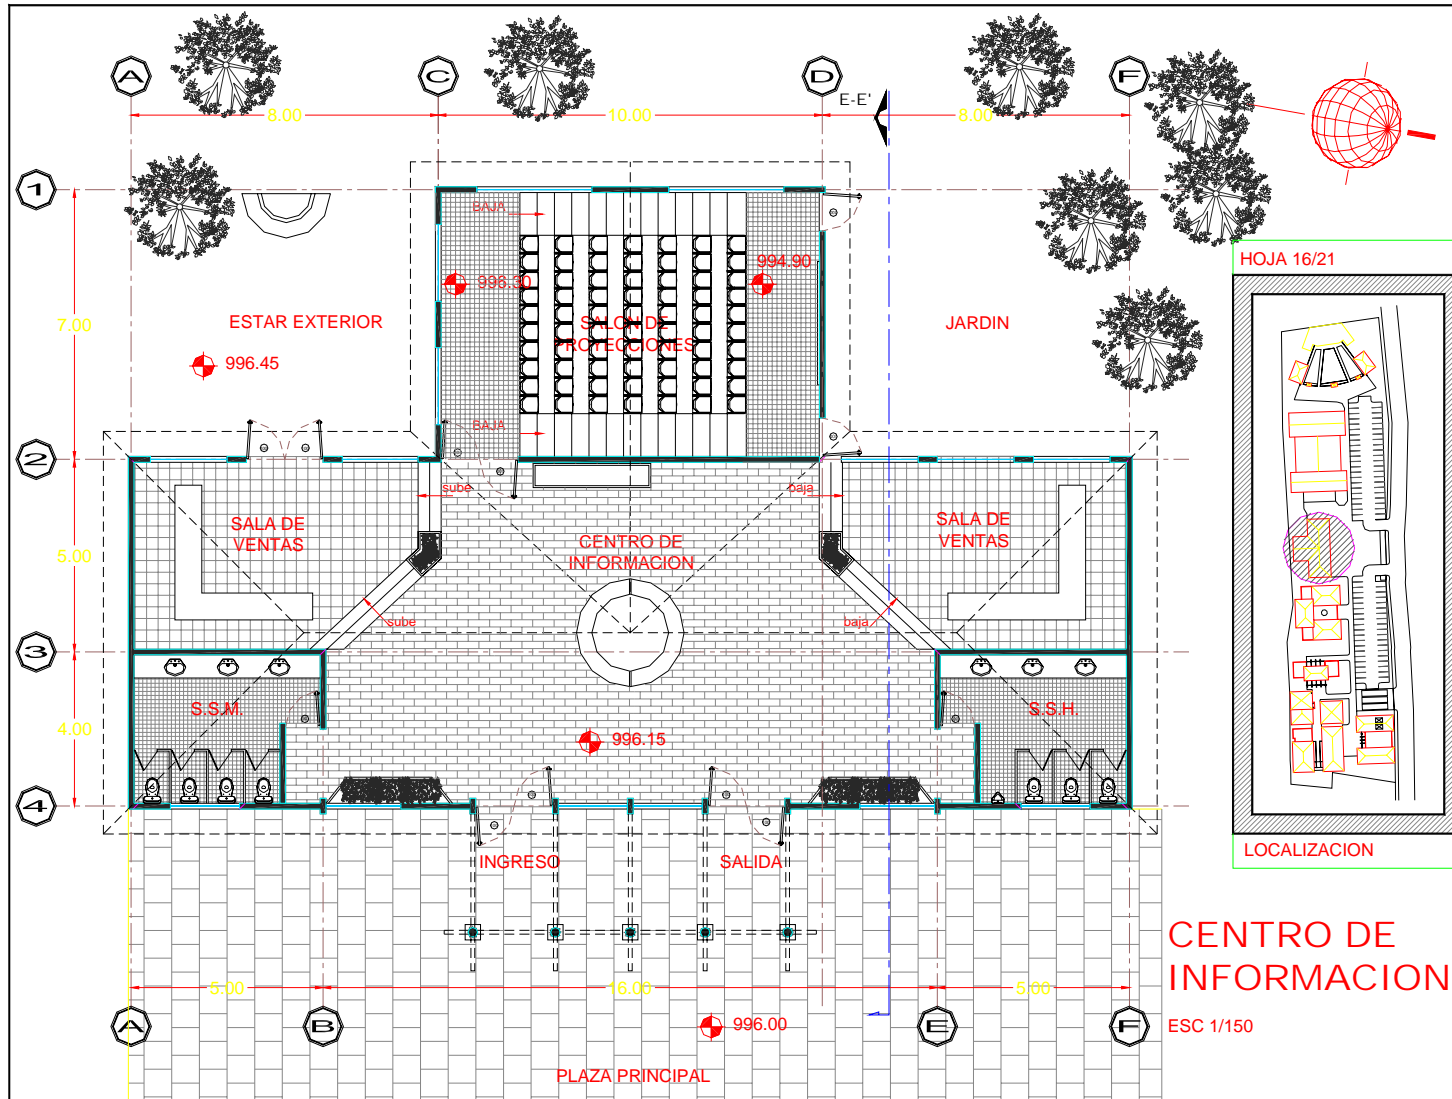 A
C
D
F
E-E'
8.00
10.00
8.00
1
BAJA
996.30
994.90
HOJA 16/21
7.00
ESTAR EXTERIOR
SALON DE
PROYECCIONES
JARDIN
996.45
BAJA
2
sube
baja
SALA DE
VENTAS
SALA DE
VENTAS
5.00
CENTRO DE
INFORMACION
sube
baja
3
S.S.M.
S.S.H.
4.00
996.15
4
INGRESO
SALIDA
LOCALIZACION
CENTRO DE
INFORMACION
5.00
16.00
5.00
A
B
996.00
E
F
ESC 1/150
PLAZA PRINCIPAL